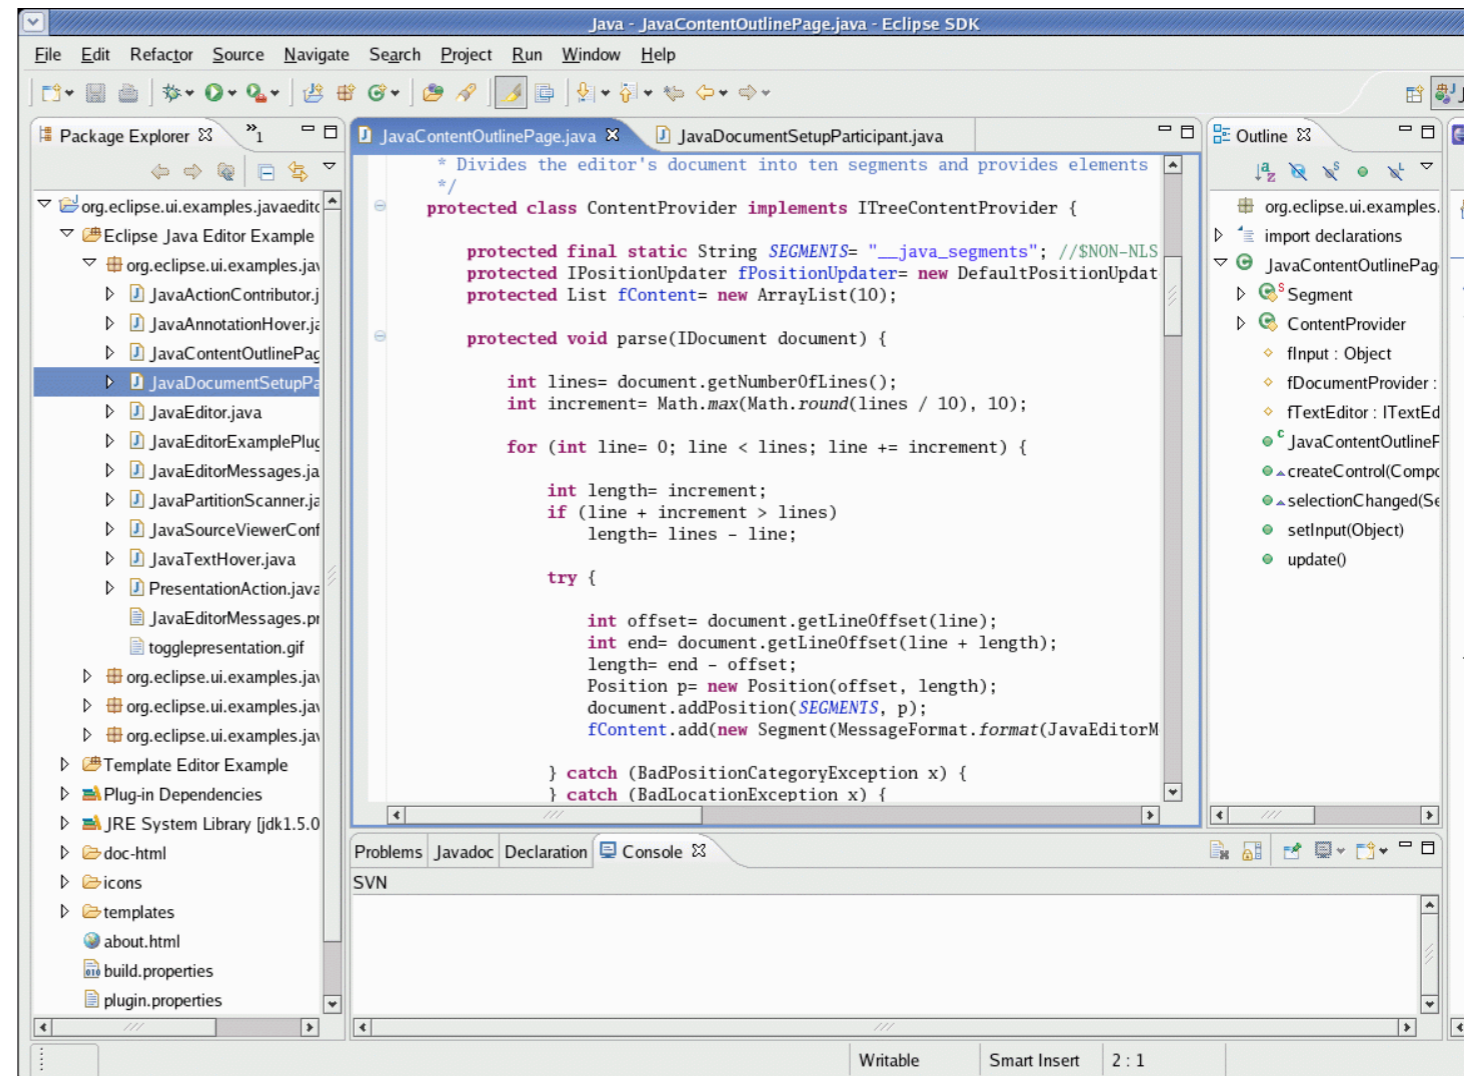 Java - JavaContentOutlinePage.java - Eclipse SDK
File Edit Refactor Source Navigate Search Project Run Window Help
Package Explorer
»1
org.eclipse.ui.examples.javaedito
Eclipse Java Editor Example
org.eclipse.ui.examples.jav
JavaActionContributor.j
JavaAnnotationHover.ja
JavaContentOutlinePag
JavaDocumentSetupPa
JavaEditor.java
JavaEditorExamplePlug
JavaEditorMessages.ja
JavaPartitionScanner.ja
JavaSourceViewerConf
JavaTextHover.java
PresentationAction.java
JavaEditorMessages.pr
togglepresentation.gif
org.eclipse.ui.examples.jav
org.eclipse.ui.examples.jav
org.eclipse.ui.examples.jav
Template Editor Example
Plug-in Dependencies
JRE System Library [jdk1.5.0
doc-html
icons
templates
about.html
build.properties
plugin.properties
JavaContentOutlinePage.java JavaDocumentSetupParticipant.java
* Divides the editor's document into ten segments and provides elements
*/
protected class ContentProvider implements ITreeContentProvider {
protected final static String SEGMENTS= "__java_segments"; //$NON-NLS
protected IPositionUpdater fPositionUpdater= new DefaultPositionUpdat
protected List fContent= new ArrayList(10);
protected void parse(IDocument document) {
int lines= document.getNumberOfLines();
int increment= Math.max(Math.round(lines / 10), 10);
for (int line= 0; line < lines; line += increment) {
int length= increment;
if (line + increment > lines)
length= lines - line;
try {
int offset= document.getLineOffset(line);
int end= document.getLineOffset(line + length);
length= end - offset;
Position p= new Position(offset, length);
document.addPosition(SEGMENTS, p);
fContent.add(new Segment(MessageFormat.format(JavaEditorM
} catch (BadPositionCategoryException x) {
} catch (BadLocationException x) {
Outline
org.eclipse.ui.examples.
import declarations
JavaContentOutlinePag
Segment
ContentProvider
fInput : Object
fDocumentProvider :
fTextEditor : ITextEd
JavaContentOutlineP
createControl(Compo
selectionChanged(Se
setInput(Object)
update()
Problems Javadoc Declaration Console
SVN
Writable Smart Insert 2 : 1